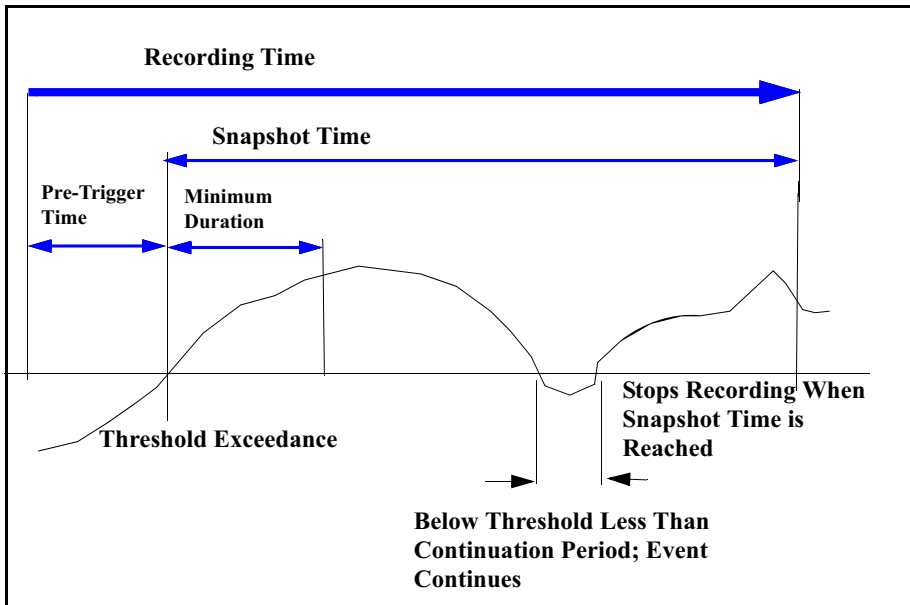 Recording Time
Snapshot Time
Pre-Trigger
Time
Minimum
Duration
Threshold Exceedance
Stops Recording When
Snapshot Time is
Reached
Below Threshold Less Than
Continuation Period; Event
Continues